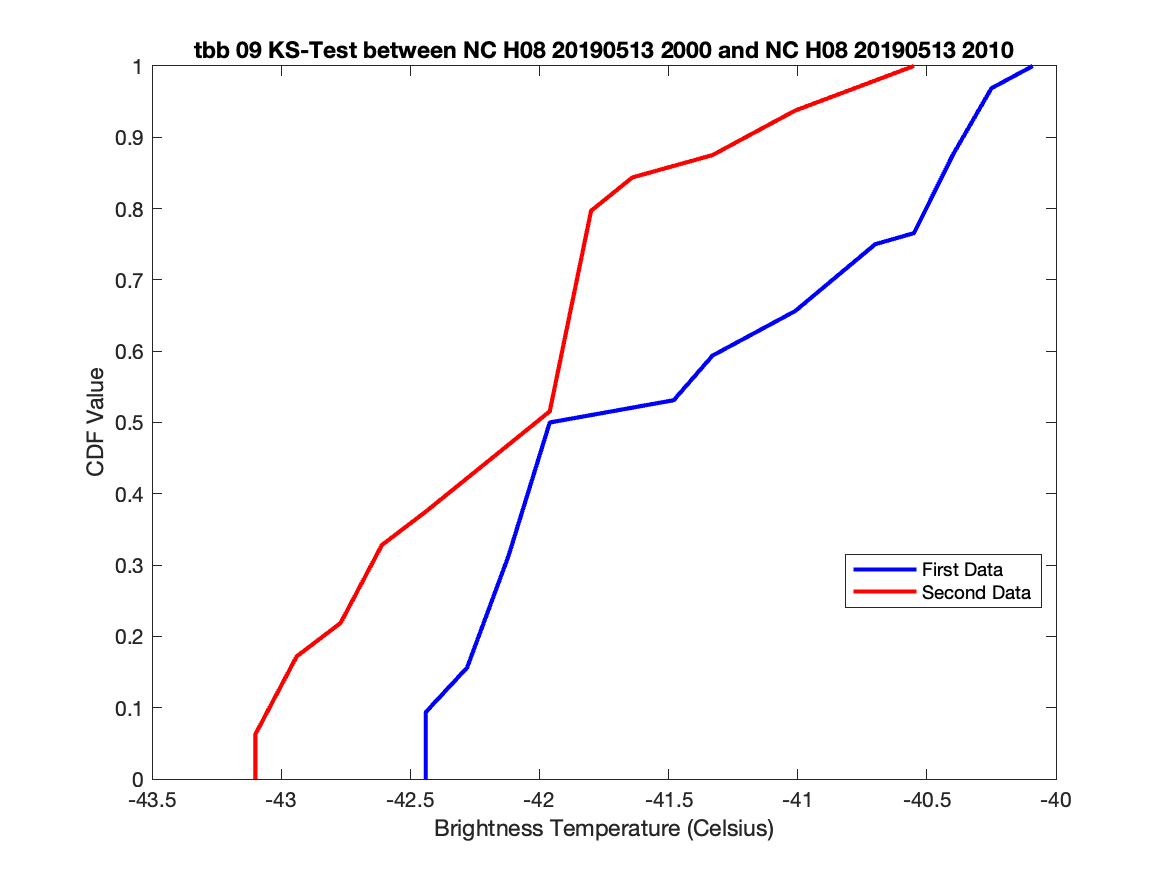 tbb 09 KS-Test between NC H08 20190513 2000 and NC H08 20190513 2010
1
0.9
0.8
0.7
0.6
0.5
0.4
0.3
0.2
0.1
0
CDF Value
First Data
Second Data
-43.5 -43 -42.5 -42 -41.5 -41 -40.5 -40
Brightness Temperature (Celsius)